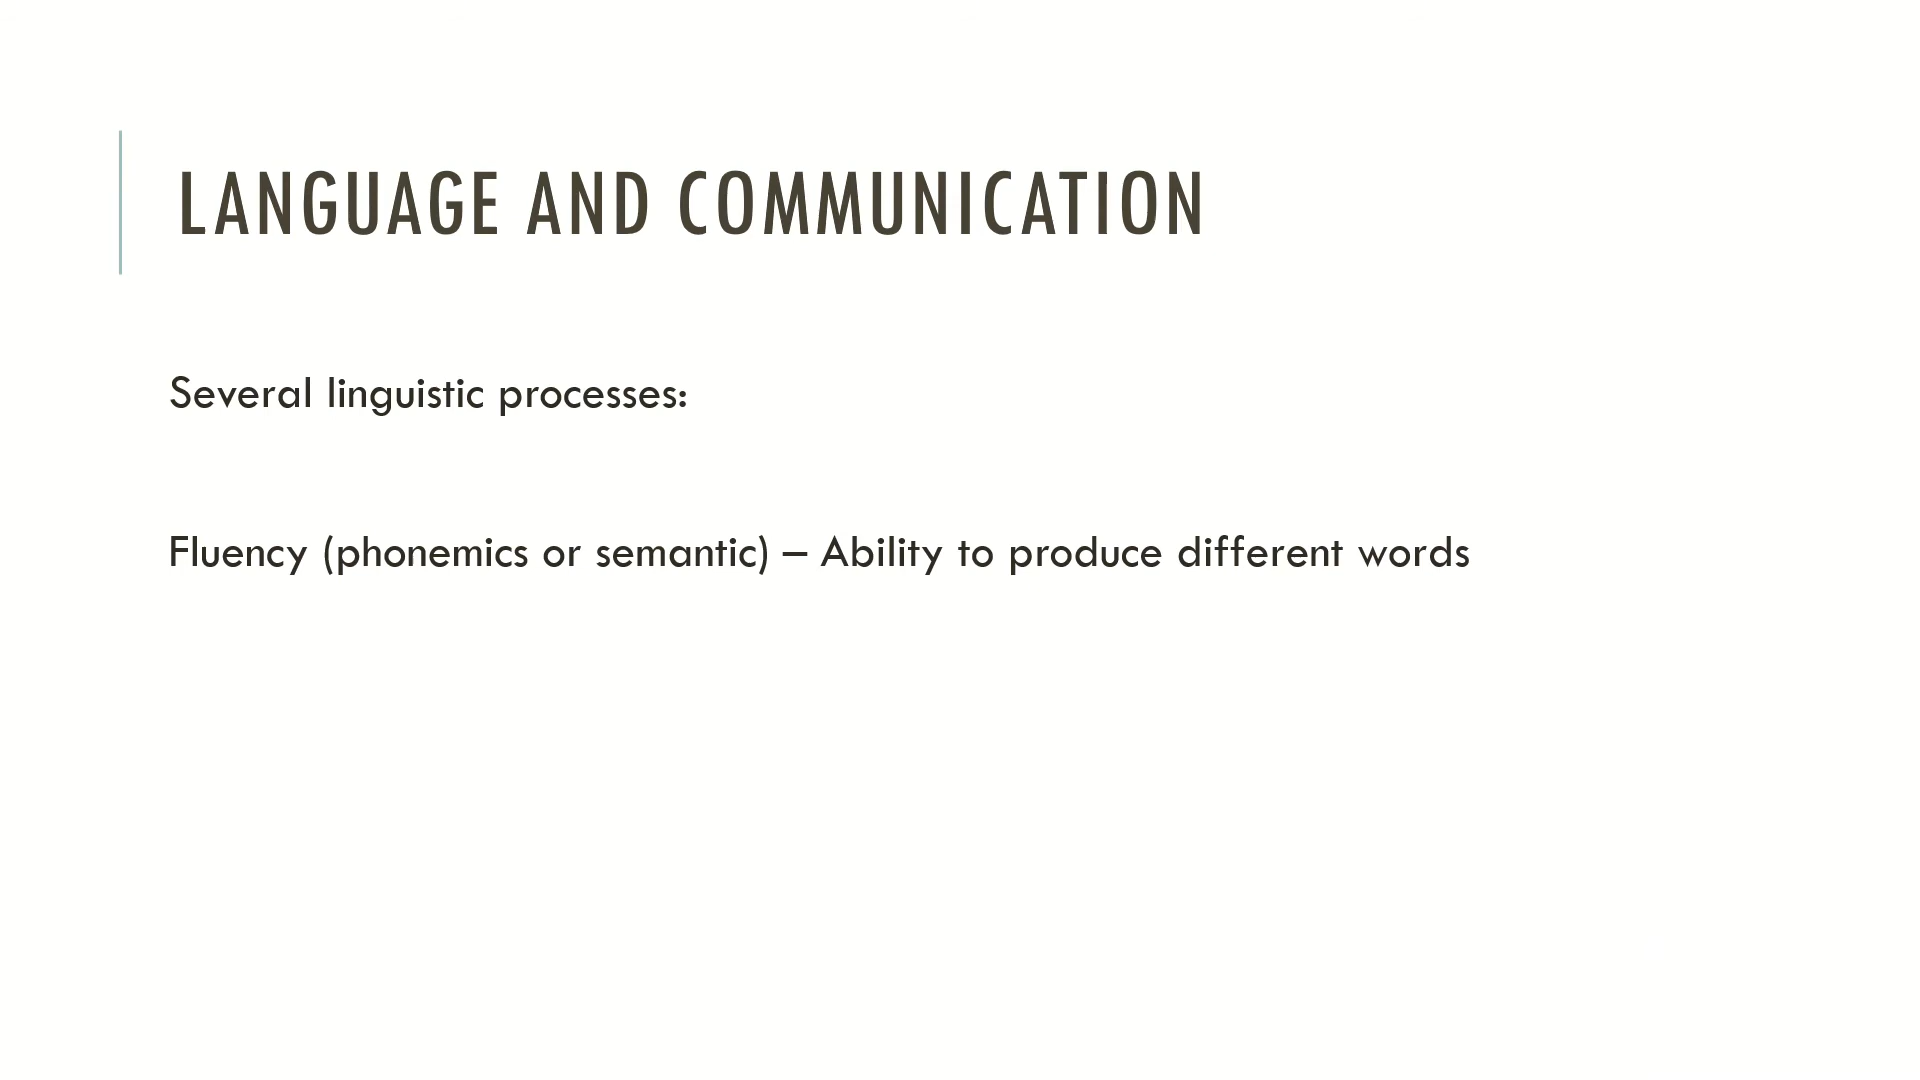 LANGUAGE AND COMMUNICATION
Several linguistic processes:
Fluency (phonemics or semantic) – Ability to produce different words